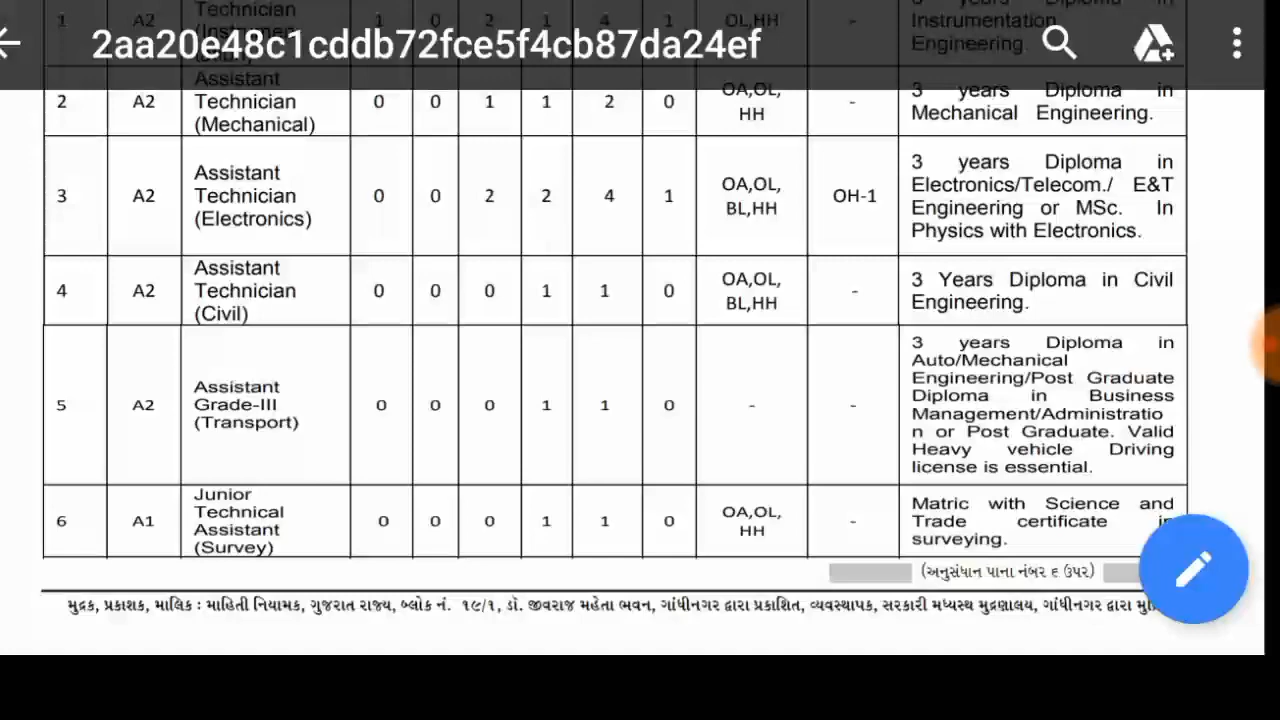 2aa20e48c1cddb72fce5f4cb87da24ef
1 A2 Technician 1 0 2 1 4 1 OL,HH - Instrumentation Engineering.
2 A2 Assistant Technician (Mechanical) 0 0 1 1 2 0 OA,OL, HH - 3 years Diploma in Mechanical Engineering.
3 A2 Assistant Technician (Electronics) 0 0 2 2 4 1 OA,OL, BL,HH OH-1 3 years Diploma in Electronics/Telecom./ E&T Engineering or MSc. In Physics with Electronics.
4 A2 Assistant Technician (Civil) 0 0 0 1 1 0 OA,OL, BL,HH - 3 Years Diploma in Civil Engineering.
5 A2 Assistant Grade-III (Transport) 0 0 0 1 1 0 - - 3 years Diploma in Auto/Mechanical Engineering/Post Graduate Diploma in Business Management/Administratio n or Post Graduate. Valid Heavy vehicle Driving license is essential.
6 A1 Junior Technical Assistant (Survey) 0 0 0 1 1 0 OA,OL, HH - Matric with Science and Trade certificate in surveying.
(અનુસંધાન પાના નંબર ૬ ઉપર)
મુદ્રક, પ્રકાશક, માલિક : માહિતી નિયામક, ગુજરાત રાજ્ય, બ્લોક નં. ૧૯/૧, ડૉ. જીવરાજ મહેતા ભવન, ગાંધીનગર દ્વારા પ્રકાશિત, વ્યવસ્થાપક, સરકારી મધ્યસ્થ મુદ્રણાલય, ગાંધીનગર દ્વારા